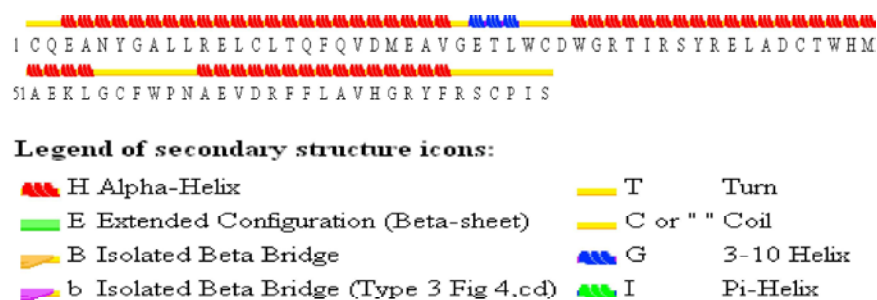 1 C Q E A N Y G A L L R E L C L T Q F Q V D M E A V G E T L W C D W G R T I R S Y R E L A D C T W H M
51 A E K L G C F W P N A E V D R F F L A V H G R Y F R S C P I S
Legend of secondary structure icons:
H Alpha-Helix T Turn
E Extended Configuration (Beta-sheet) C or " " Coil
B Isolated Beta Bridge G 3-10 Helix
b Isolated Beta Bridge (Type 3 Fig 4,cd) I Pi-Helix